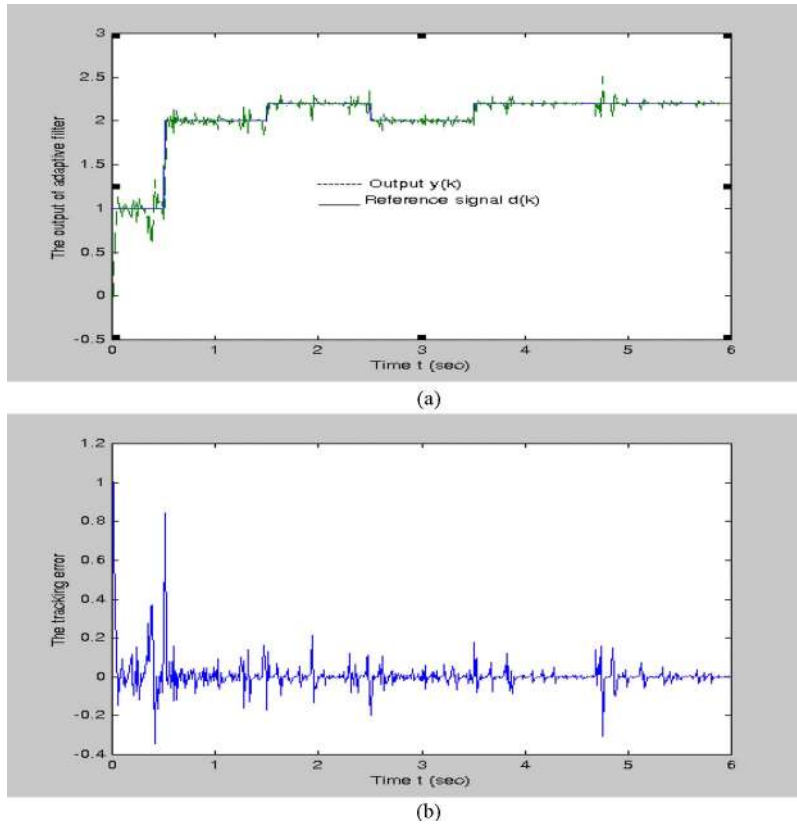 3
2.5
2
1.5
1
0.5
0
-0.5
The output of adaptive filter
Output y(k)
Reference signal d(k)
0 1 2 3 4 5 6
Time t (sec)
(a)
1.2
1
0.8
0.6
0.4
0.2
0
-0.2
-0.4
The tracking error
0 1 2 3 4 5 6
Time t (sec)
(b)